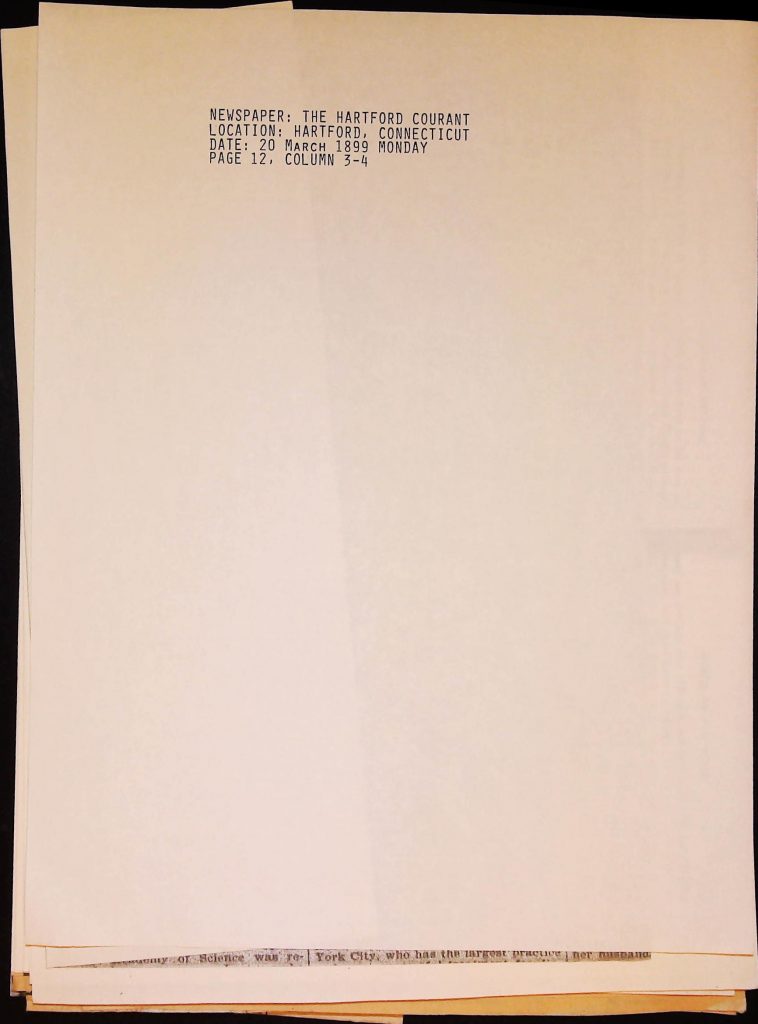 NEWSPAPER: THE HARTFORD COURANT
LOCATION: HARTFORD, CONNECTICUT
DATE: 20 MARCH 1899 MONDAY
PAGE 12, COLUMN 3-4
of Science was re- York City, who has the largest practice her husband.